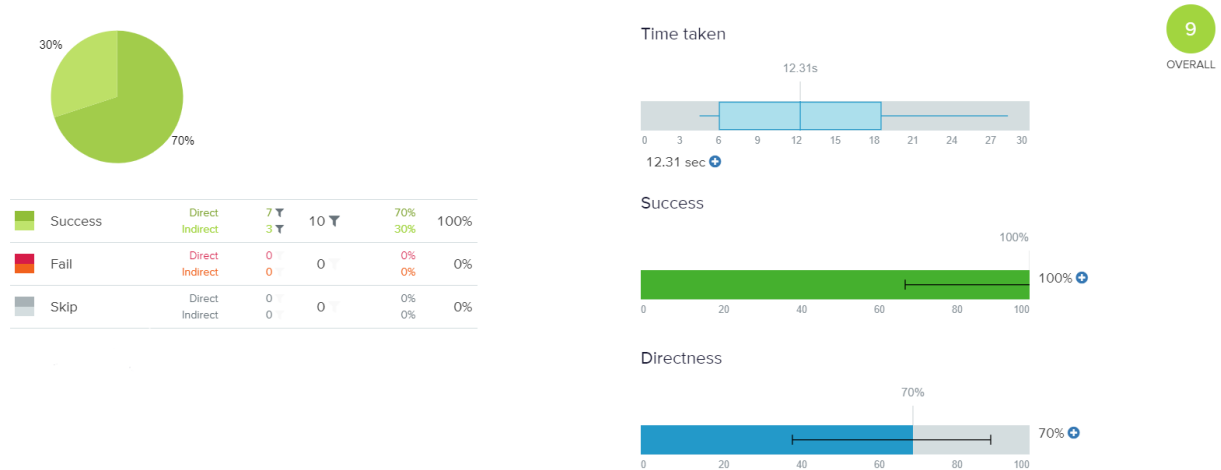 30%
70%
Success Direct 7 10 70% 100%
Indirect 3 30%
Fail Direct 0 0 0% 0%
Indirect 0 0%
Skip Direct 0 0 0% 0%
Indirect 0 0%
Time taken
12.31s
0 3 6 9 12 15 18 21 24 27 30
12.31 sec
Success
100%
100%
0 20 40 60 80 100
Directness
70%
70%
0 20 40 60 80 100
9
OVERALL